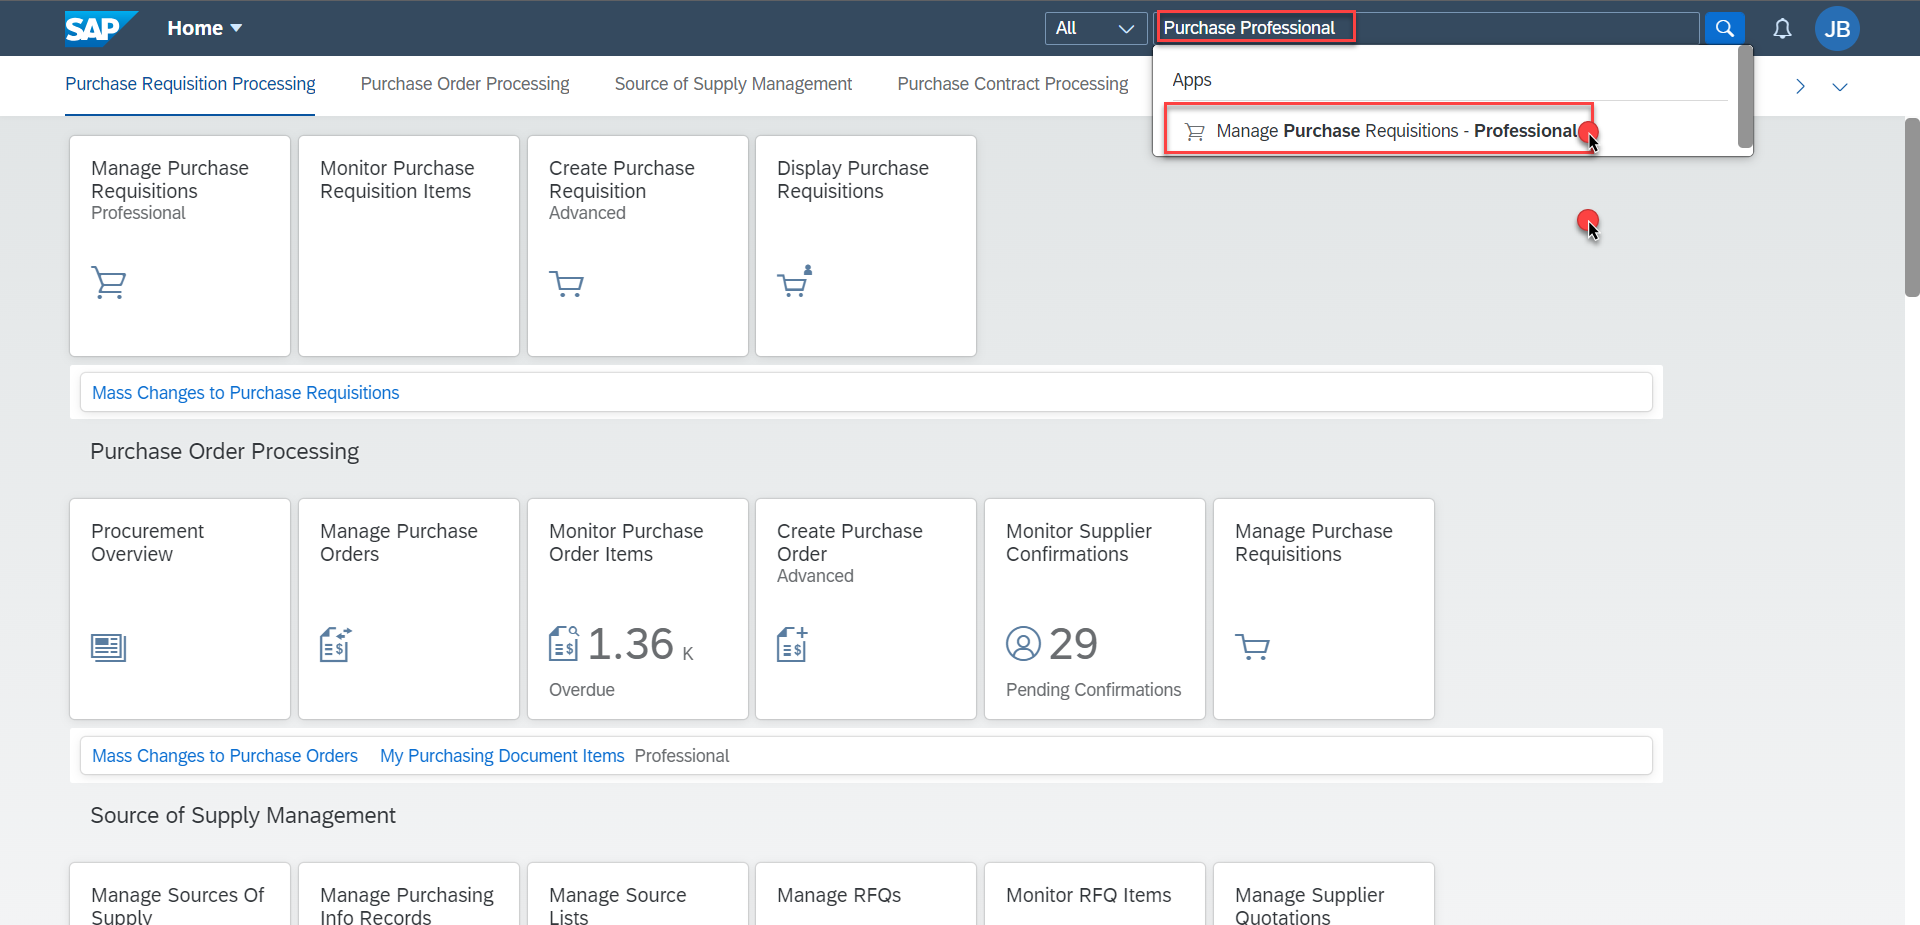 SAP
Home
All
Purchase Professional
JB
Purchase Requisition Processing
Purchase Order Processing
Source of Supply Management
Purchase Contract Processing
Apps
Manage Purchase Requisitions - Professional
Manage Purchase
Requisitions
Professional
Monitor Purchase
Requisition Items
Create Purchase
Requisition
Advanced
Display Purchase
Requisitions
Mass Changes to Purchase Requisitions
Purchase Order Processing
Procurement
Overview
Manage Purchase
Orders
Monitor Purchase
Order Items
1.36 K
Overdue
Create Purchase
Order
Advanced
Monitor Supplier
Confirmations
29
Pending Confirmations
Manage Purchase
Requisitions
Mass Changes to Purchase Orders
My Purchasing Document Items Professional
Source of Supply Management
Manage Sources Of
Supply
Manage Purchasing
Info Records
Manage Source
Lists
Manage RFQs
Monitor RFQ Items
Manage Supplier
Quotations